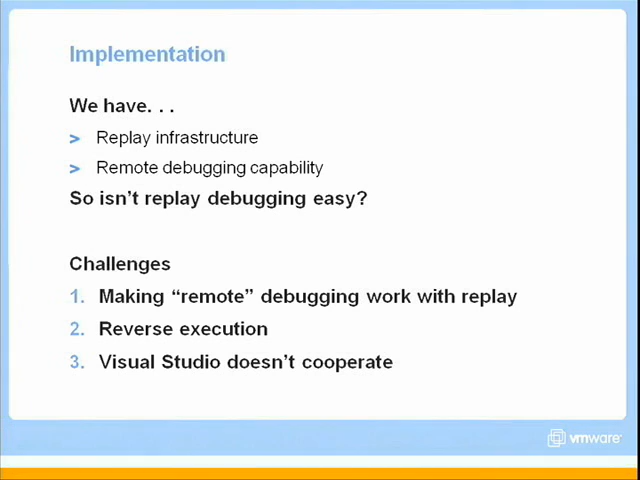 Implementation
We have. . .
> Replay infrastructure
> Remote debugging capability
So isn't replay debugging easy?
Challenges
1. Making “remote” debugging work with replay
2. Reverse execution
3. Visual Studio doesn't cooperate
vmware